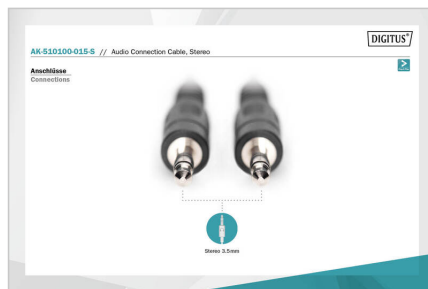 DIGITUS®
AK-510100-015-S // Audio Connection Cable, Stereo
Anschlüsse
Connections
Stereo 3.5mm